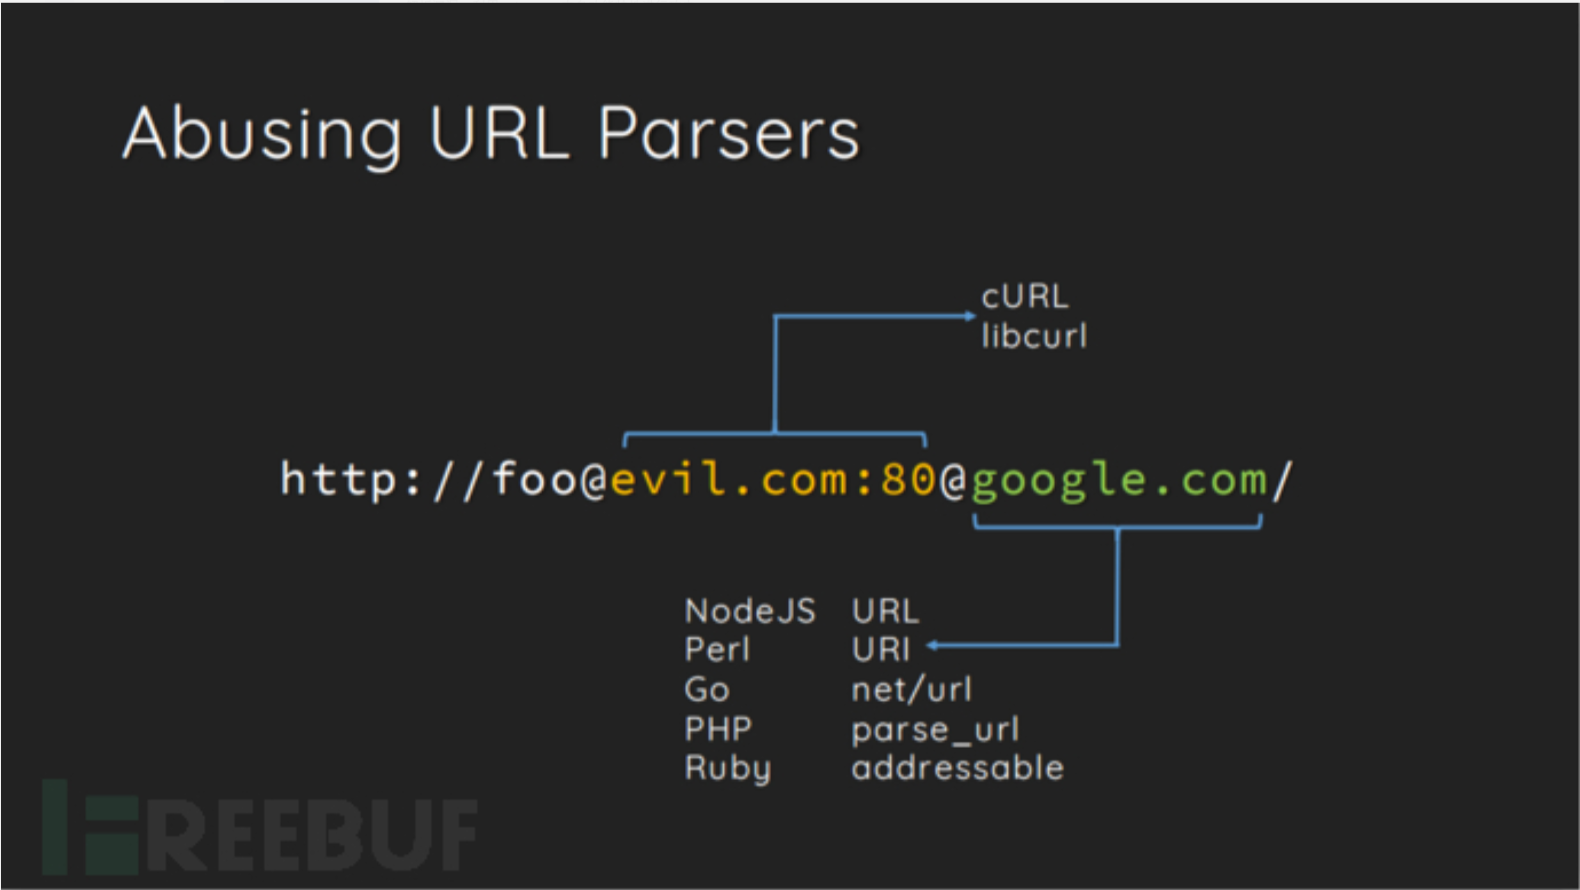 Abusing URL Parsers
cURL
libcurl
http://foo@evil.com:80@google.com/
NodeJS URL
Perl URI
Go net/url
PHP parse_url
Ruby addressable
FREEBUF